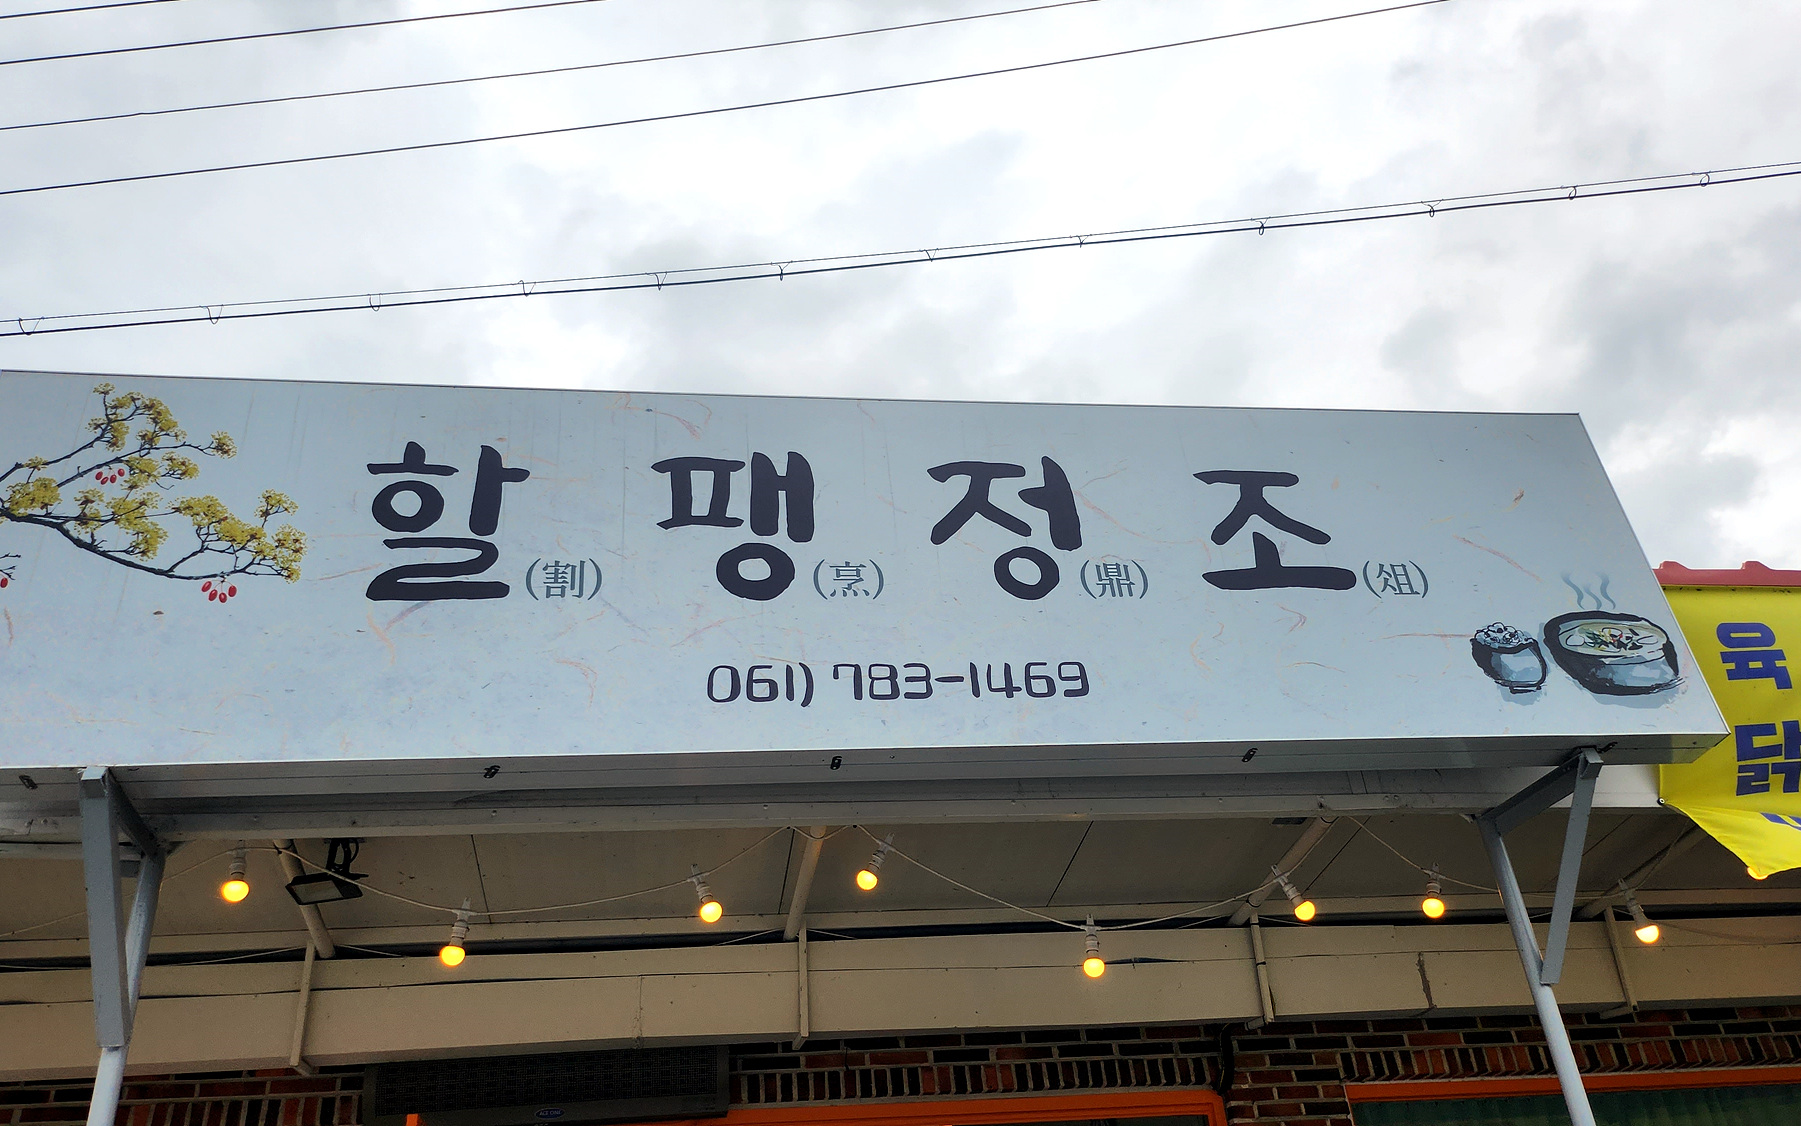 할(割) 팽(烹) 정(鼎) 조(俎)
061) 783-1469
육
닭